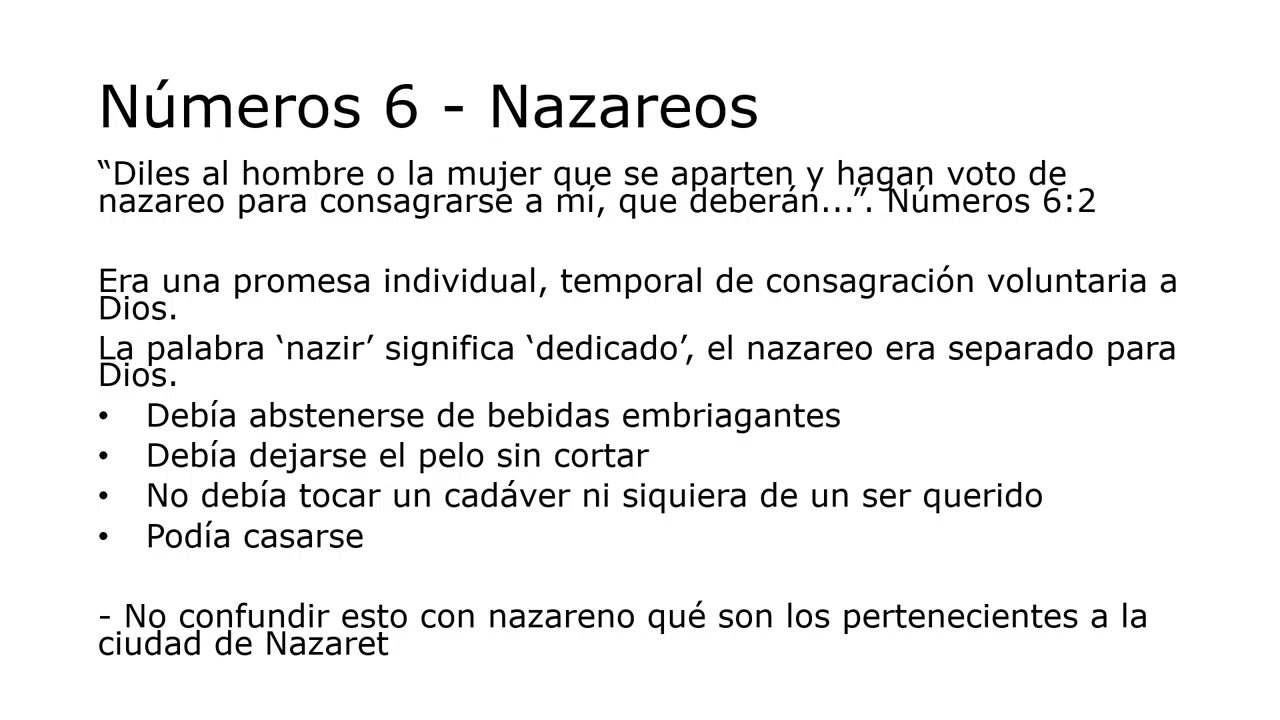 Números 6 - Nazareos
“Diles al hombre o la mujer que se aparten y hagan voto de
nazareo para consagrarse a mí, que deberán...”. Números 6:2
Era una promesa individual, temporal de consagración voluntaria a
Dios.
La palabra ‘nazir’ significa ‘dedicado’, el nazareo era separado para
Dios.
• Debía abstenerse de bebidas embriagantes
• Debía dejarse el pelo sin cortar
• No debía tocar un cadáver ni siquiera de un ser querido
• Podía casarse
- No confundir esto con nazareno qué son los pertenecientes a la
ciudad de Nazaret